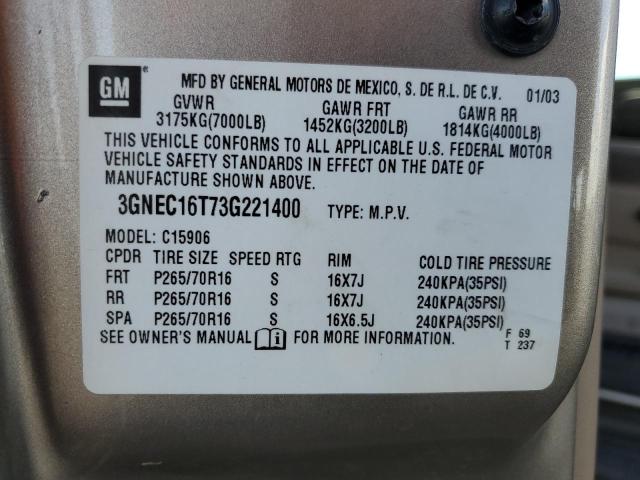 GM
MFD BY GENERAL MOTORS DE MEXICO, S. DE R.L. DE C.V. 01/03
GVWR GAWR FRT GAWR RR
3175KG(7000LB) 1452KG(3200LB) 1814KG(4000LB)
THIS VEHICLE CONFORMS TO ALL APPLICABLE U.S. FEDERAL MOTOR
VEHICLE SAFETY STANDARDS IN EFFECT ON THE DATE OF
MANUFACTURE SHOWN ABOVE.
3GNEC16T73G221400 TYPE: M.P.V.
MODEL: C15906
CPDR TIRE SIZE SPEED RTG RIM COLD TIRE PRESSURE
FRT P265/70R16 S 16X7J 240KPA(35PSI)
RR P265/70R16 S 16X7J 240KPA(35PSI)
SPA P265/70R16 S 16X6.5J 240KPA(35PSI)
SEE OWNER'S MANUAL i FOR MORE INFORMATION. F 69
T 237